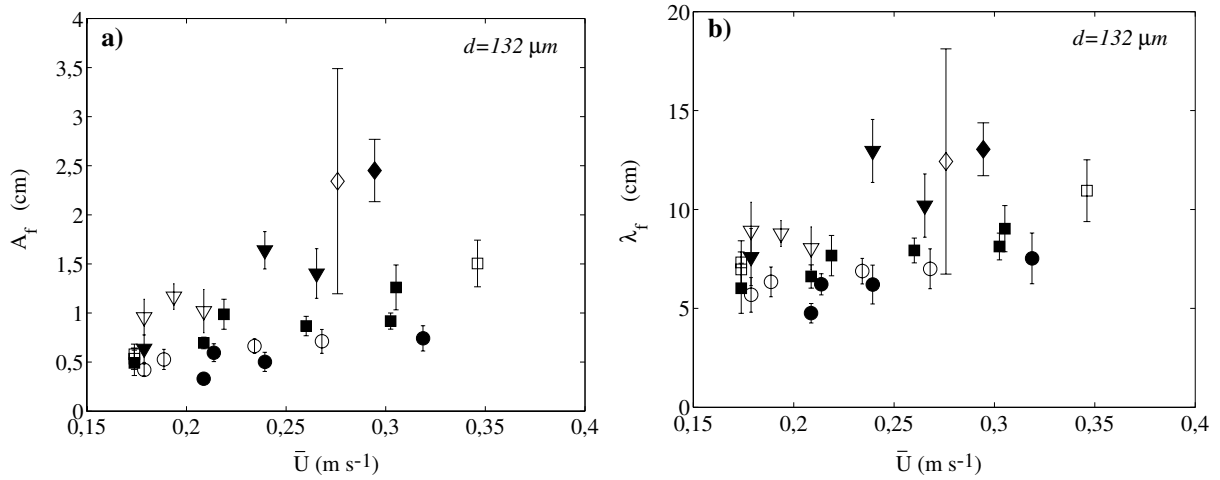 a)
d=132 μm
4
3,5
3
2,5
2
1,5
1
0,5
0
A_f (cm)
0,15 0,2 0,25 0,3 0,35 0,4
Ū (m s⁻¹)
b)
d=132 μm
20
15
10
5
0
λ_f (cm)
0,15 0,2 0,25 0,3 0,35 0,4
Ū (m s⁻¹)